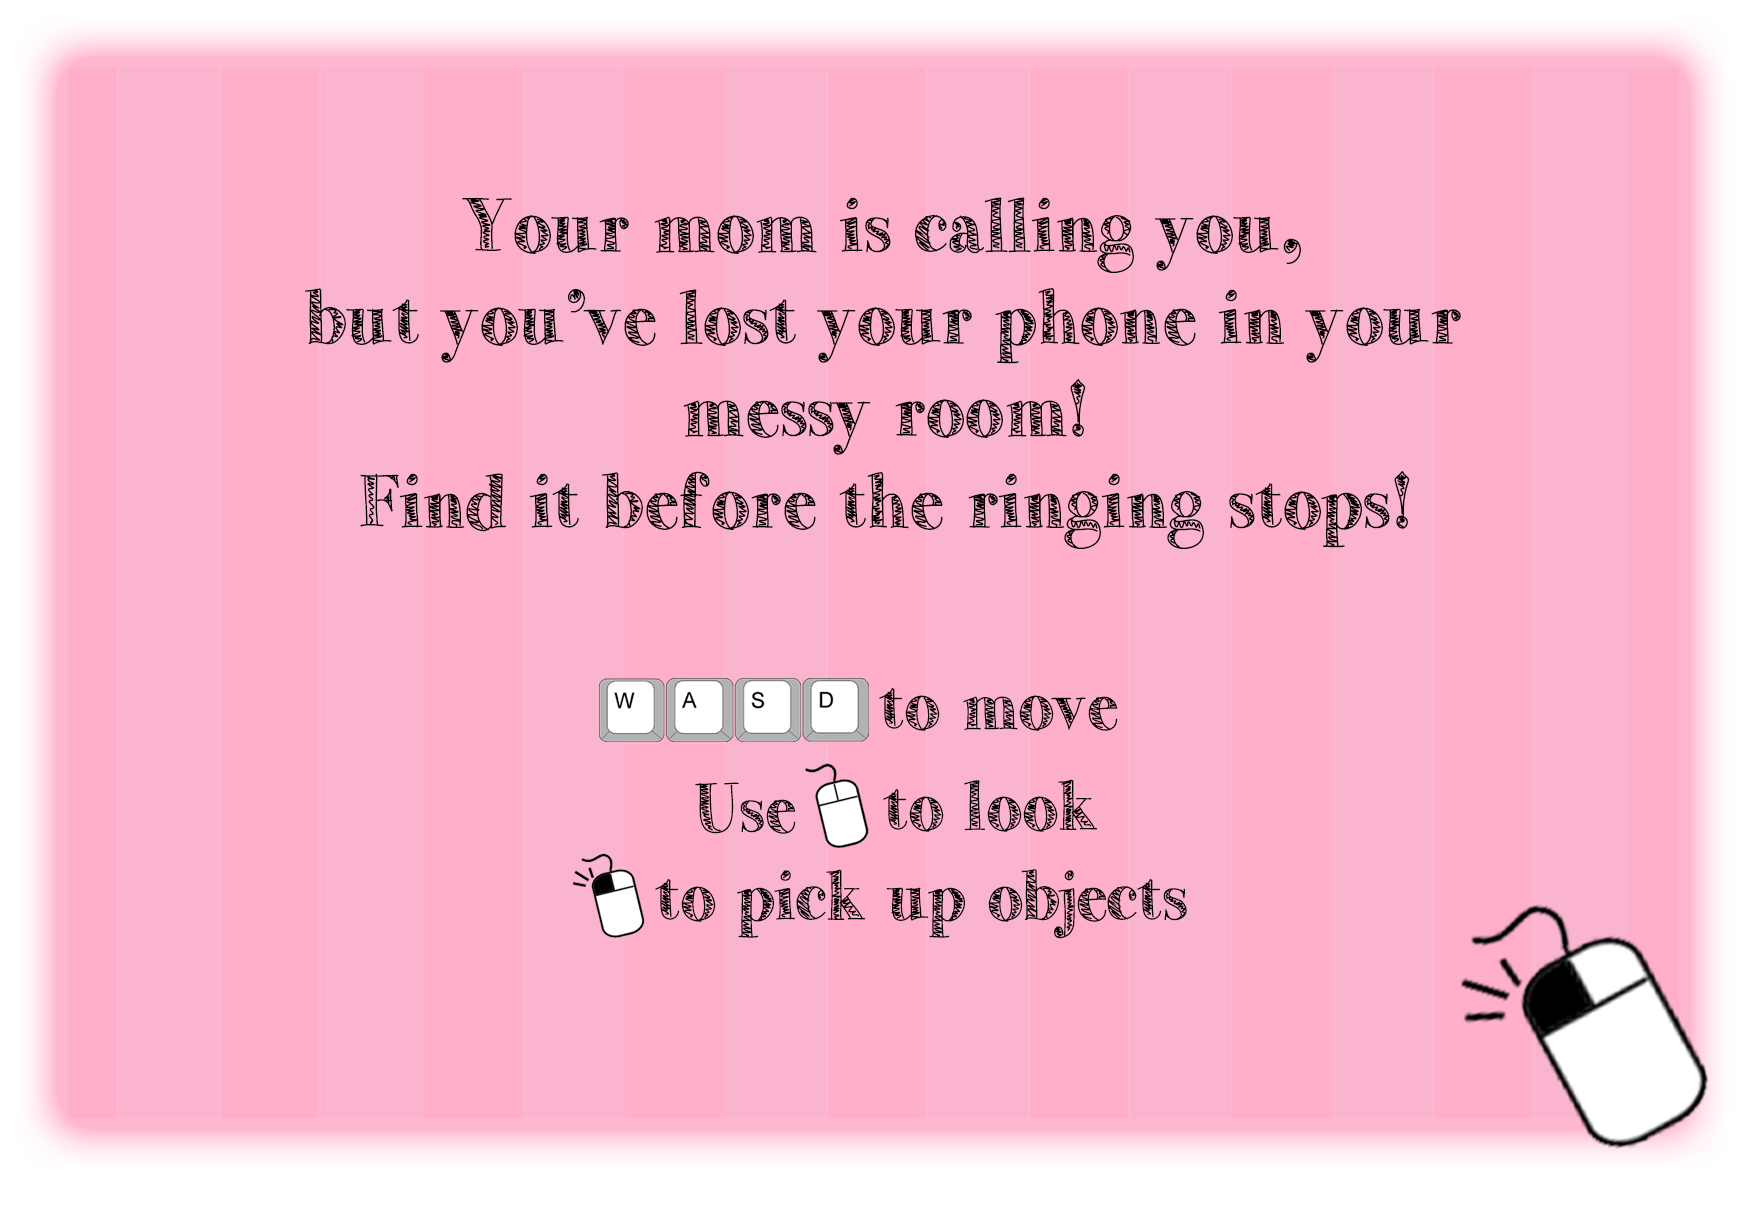 Your mom is calling you,
but you’ve lost your phone in your
messy room!
Find it before the ringing stops!
W A S D to move
Use to look
to pick up objects